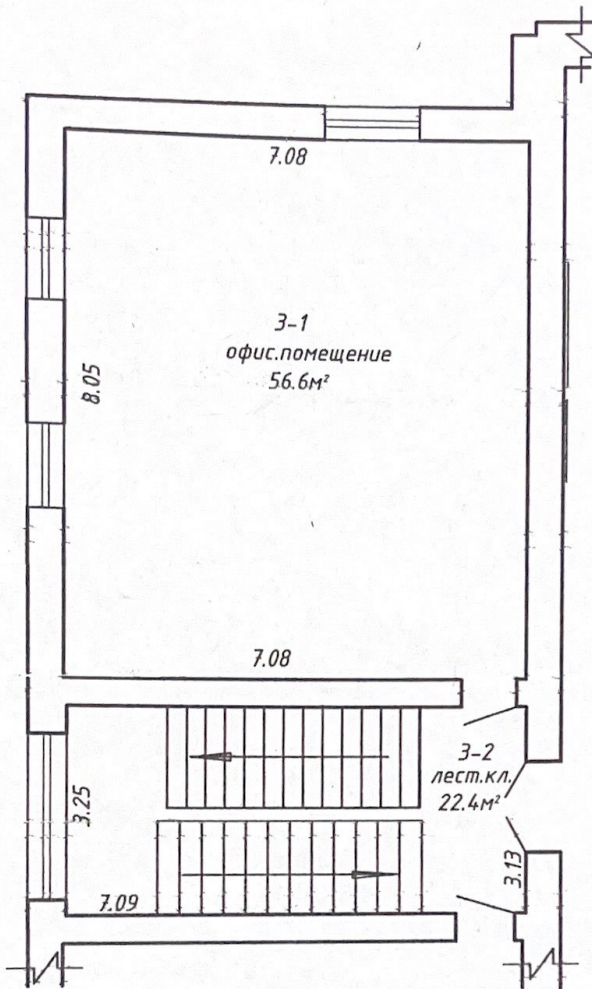 7.08
3-1
офис.помещение
56.6м²
8.05
7.08
3-2
лест.кл.
22.4м²
3.25
3.13
7.09